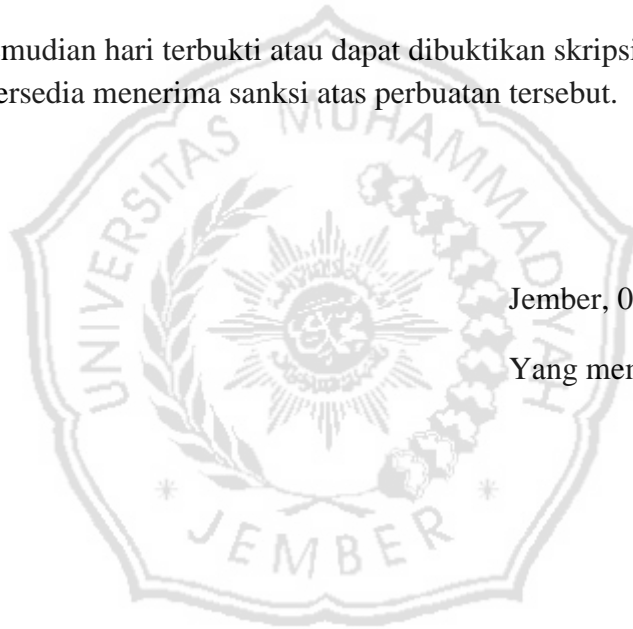 mudian hari terbukti atau dapat dibuktikan skripsi
ersedia menerima sanksi atas perbuatan tersebut.
UNIVERSITAS MUHAMMADIYAH
Jember, 0
Yang men
JEMBER